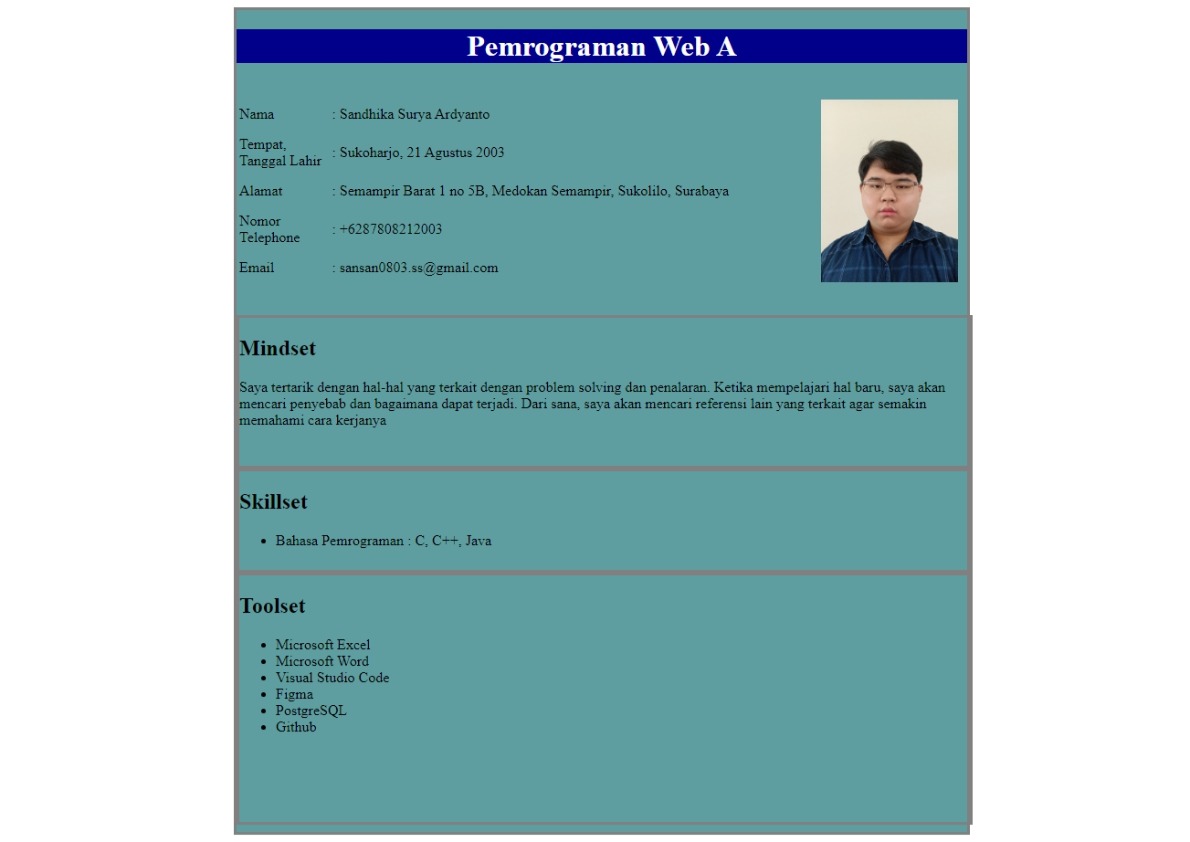 Pemrograman Web A
Nama : Sandhika Surya Ardyanto
Tempat,
Tanggal Lahir : Sukoharjo, 21 Agustus 2003
Alamat : Semampir Barat 1 no 5B, Medokan Semampir, Sukolilo, Surabaya
Nomor
Telephone : +6287808212003
Email : sansan0803.ss@gmail.com
Mindset
Saya tertarik dengan hal-hal yang terkait dengan problem solving dan penalaran. Ketika mempelajari hal baru, saya akan
mencari penyebab dan bagaimana dapat terjadi. Dari sana, saya akan mencari referensi lain yang terkait agar semakin
memahami cara kerjanya
Skillset
• Bahasa Pemrograman : C, C++, Java
Toolset
• Microsoft Excel
• Microsoft Word
• Visual Studio Code
• Figma
• PostgreSQL
• Github